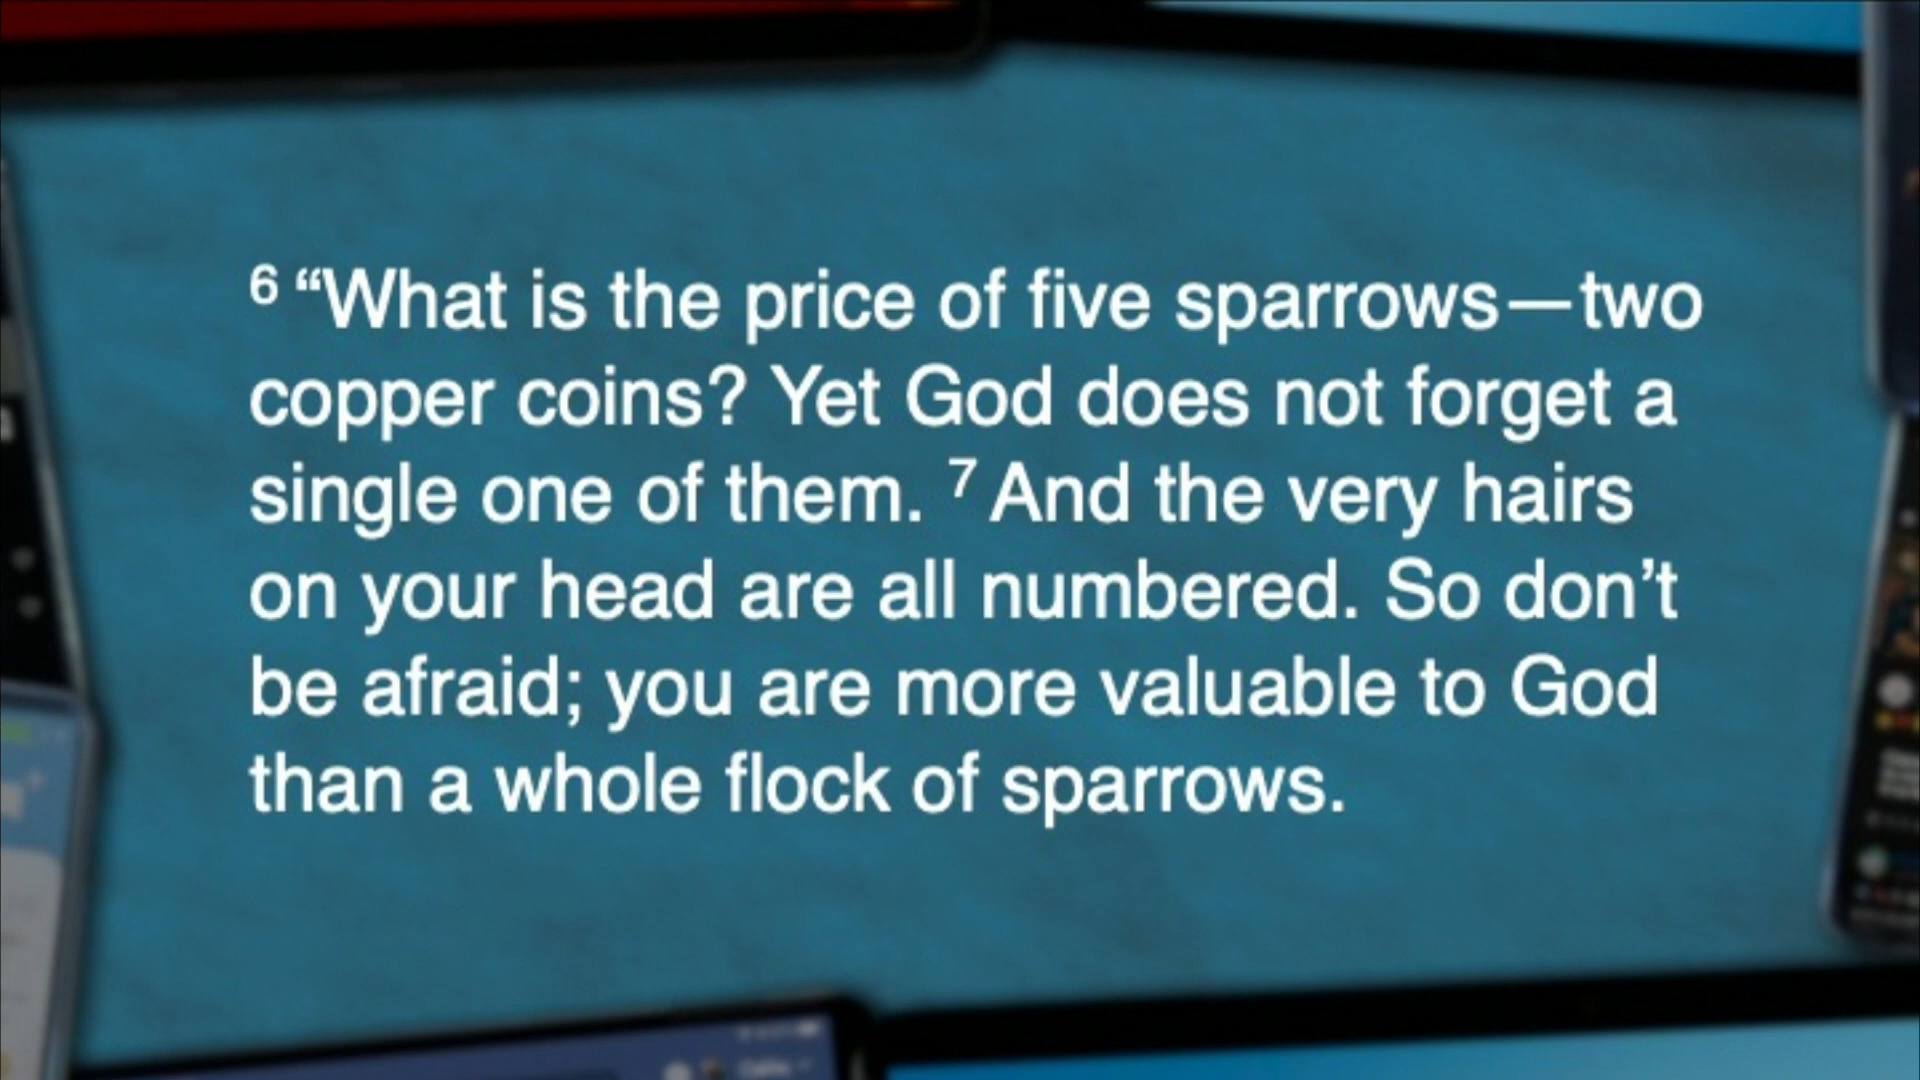 6 “What is the price of five sparrows—two
copper coins? Yet God does not forget a
single one of them. 7 And the very hairs
on your head are all numbered. So don’t
be afraid; you are more valuable to God
than a whole flock of sparrows.